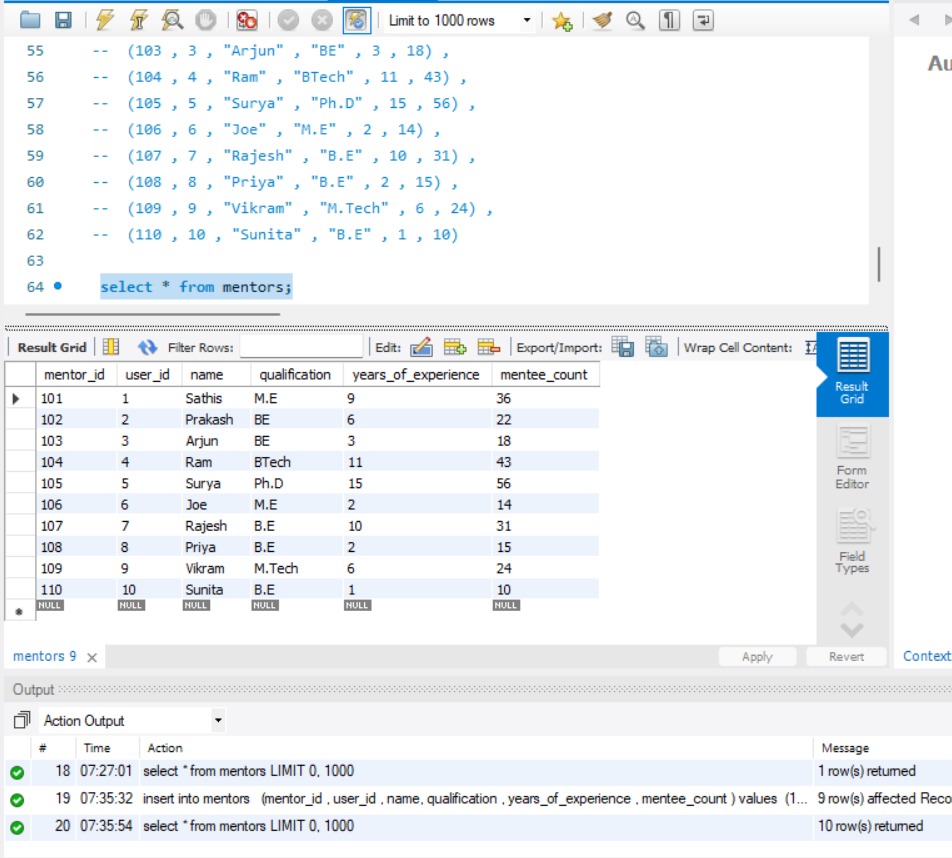 Limit to 1000 rows
Au
55 -- (103 , 3 , "Arjun" , "BE" , 3 , 18) ,
56 -- (104 , 4 , "Ram" , "BTech" , 11 , 43) ,
57 -- (105 , 5 , "Surya" , "Ph.D" , 15 , 56) ,
58 -- (106 , 6 , "Joe" , "M.E" , 2 , 14) ,
59 -- (107 , 7 , "Rajesh" , "B.E" , 10 , 31) ,
60 -- (108 , 8 , "Priya" , "B.E" , 2 , 15) ,
61 -- (109 , 9 , "Vikram" , "M.Tech" , 6 , 24) ,
62 -- (110 , 10 , "Sunita" , "B.E" , 1 , 10)
63
64 select * from mentors;
Result Grid Filter Rows: Edit: Export/Import: Wrap Cell Content:
mentor_id user_id name qualification years_of_experience mentee_count
101 1 Sathis M.E 9 36
102 2 Prakash BE 6 22
103 3 Arjun BE 3 18
104 4 Ram BTech 11 43
105 5 Surya Ph.D 15 56
106 6 Joe M.E 2 14
107 7 Rajesh B.E 10 31
108 8 Priya B.E 2 15
109 9 Vikram M.Tech 6 24
110 10 Sunita B.E 1 10
NULL NULL NULL NULL NULL NULL
Result
Grid
Form
Editor
Field
Types
mentors 9 Apply Revert Context
Output
Action Output
# Time Action Message
18 07:27:01 select * from mentors LIMIT 0, 1000 1 row(s) returned
19 07:35:32 insert into mentors (mentor_id , user_id , name , qualification , years_of_experience , mentee_count ) values (1... 9 row(s) affected Reco
20 07:35:54 select * from mentors LIMIT 0, 1000 10 row(s) returned